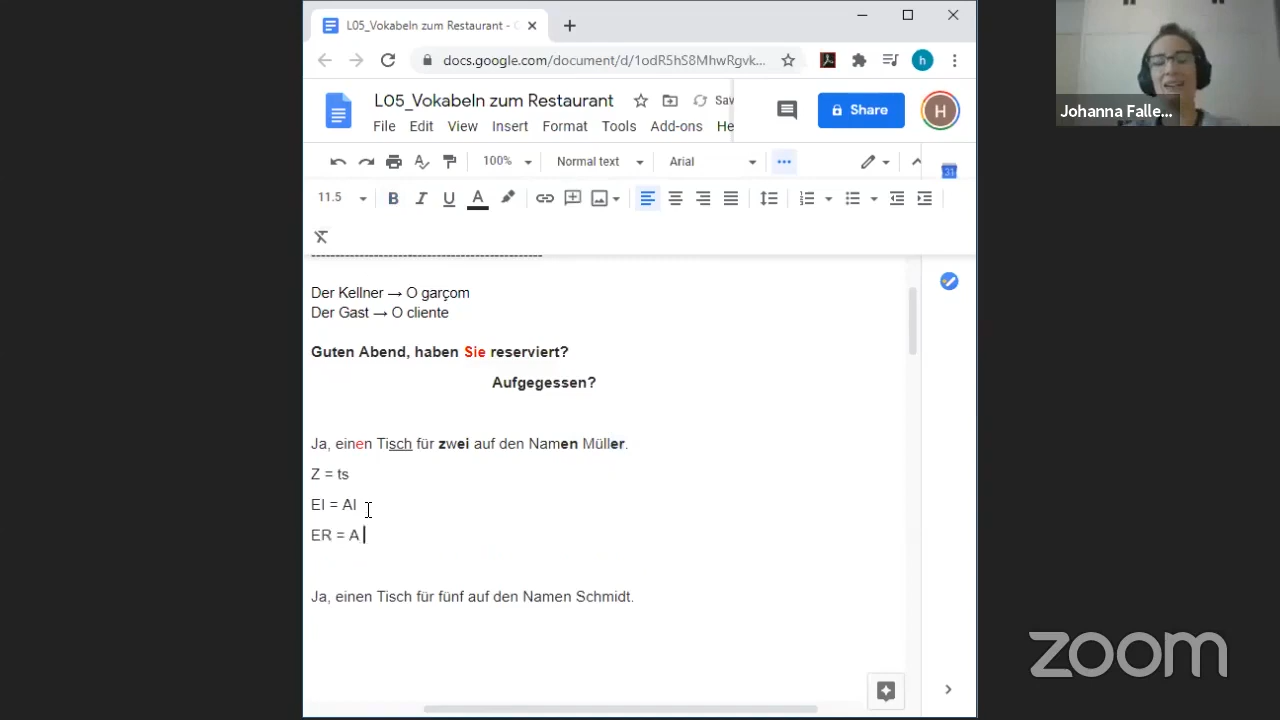 L05_Vokabeln zum Restaurant - G
docs.google.com/document/d/1odR5hS8MhwRgvk...
h
L05_Vokabeln zum Restaurant
Sav
File Edit View Insert Format Tools Add-ons He
Share
H
100% Normal text Arial
31
11.5 B I U A
Der Kellner → O garçom
Der Gast → O cliente
Guten Abend, haben Sie reserviert?
Aufgegessen?
Ja, einen Tisch für zwei auf den Namen Müller.
Z = ts
EI = AI
ER = A
Ja, einen Tisch für fünf auf den Namen Schmidt.
Johanna Falle...
zoom